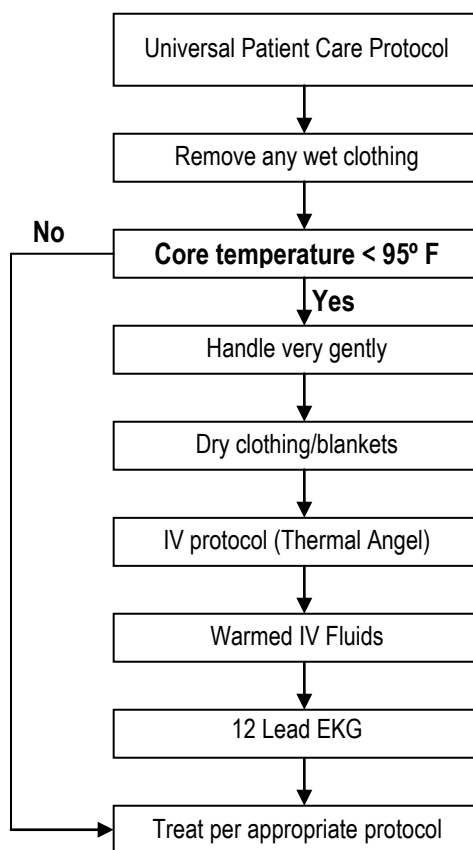 Universal Patient Care Protocol
Remove any wet clothing
No
Core temperature < 95º F
Yes
Handle very gently
Dry clothing/blankets
IV protocol (Thermal Angel)
Warmed IV Fluids
12 Lead EKG
Treat per appropriate protocol